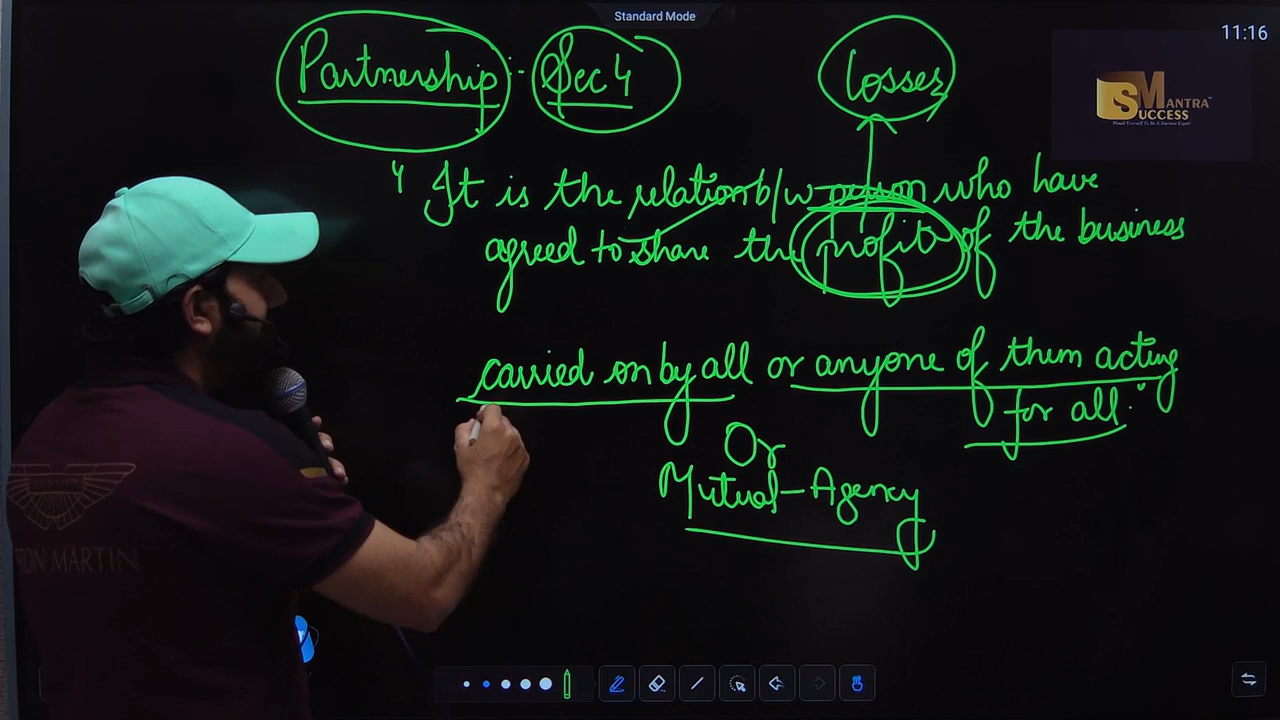 Standard Mode
11:16
Partnership :- Sec 4
losses
MANTRA
SUCCESS
" It is the relation b/w person who have
agreed to share the profit of the business
carried on by all or anyone of them acting
for all."
Or
Mutual - Agency
ON MARTIN